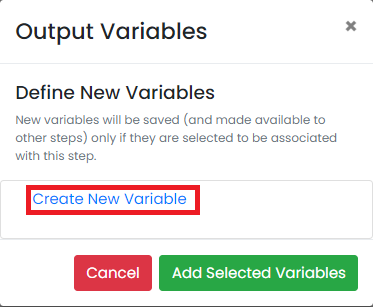 Output Variables ×
Define New Variables
New variables will be saved (and made available to
other steps) only if they are selected to be associated
with this step.
Create New Variable
Cancel Add Selected Variables